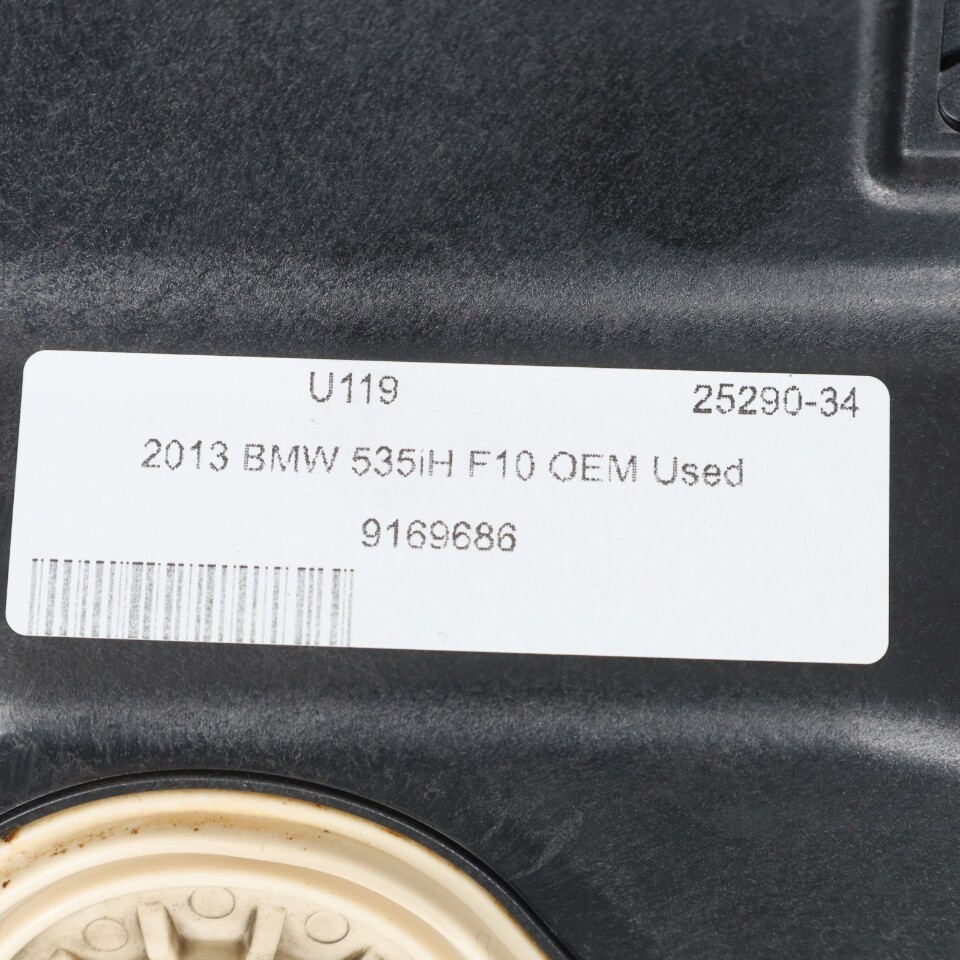 U119 25290-34
2013 BMW 535iH F10 OEM Used
9169686